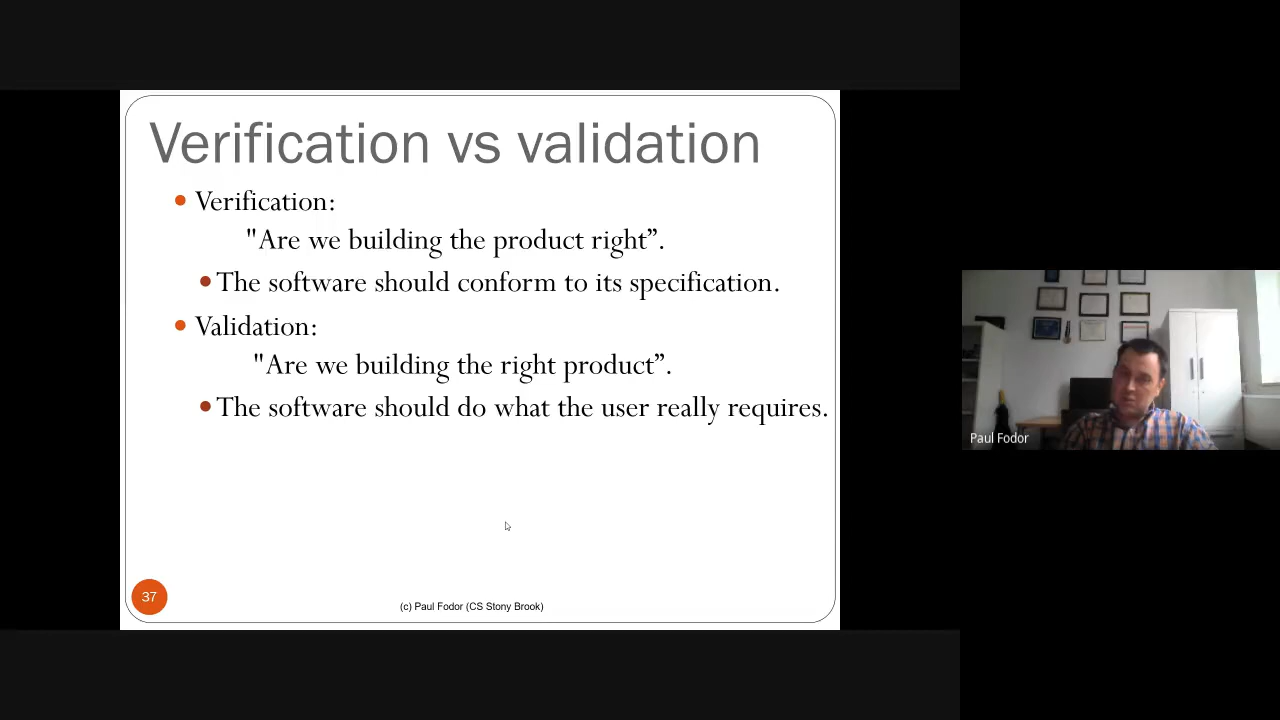 Verification vs validation
Verification:
"Are we building the product right”.
The software should conform to its specification.
Validation:
"Are we building the right product”.
The software should do what the user really requires.
37
(c) Paul Fodor (CS Stony Brook)
Paul Fodor